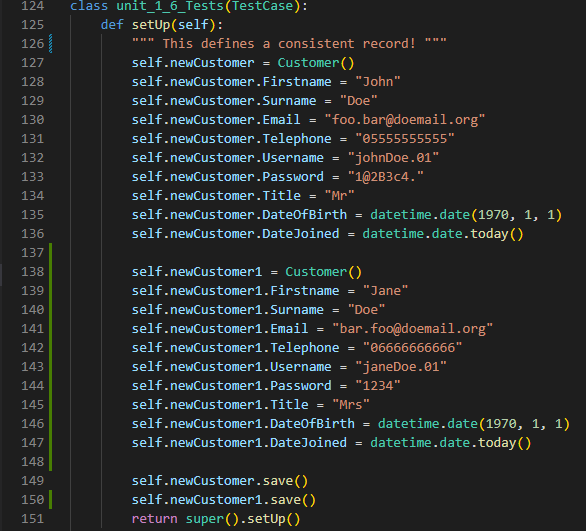 124 class unit_1_6_Tests(TestCase):
125     def setUp(self):
126         """ This defines a consistent record! """
127         self.newCustomer = Customer()
128         self.newCustomer.Firstname = "John"
129         self.newCustomer.Surname = "Doe"
130         self.newCustomer.Email = "foo.bar@doemail.org"
131         self.newCustomer.Telephone = "05555555555"
132         self.newCustomer.Username = "johnDoe.01"
133         self.newCustomer.Password = "1@2B3c4."
134         self.newCustomer.Title = "Mr"
135         self.newCustomer.DateOfBirth = datetime.date(1970, 1, 1)
136         self.newCustomer.DateJoined = datetime.date.today()
137
138         self.newCustomer1 = Customer()
139         self.newCustomer1.Firstname = "Jane"
140         self.newCustomer1.Surname = "Doe"
141         self.newCustomer1.Email = "bar.foo@doemail.org"
142         self.newCustomer1.Telephone = "06666666666"
143         self.newCustomer1.Username = "janeDoe.01"
144         self.newCustomer1.Password = "1234"
145         self.newCustomer1.Title = "Mrs"
146         self.newCustomer1.DateOfBirth = datetime.date(1970, 1, 1)
147         self.newCustomer1.DateJoined = datetime.date.today()
148
149         self.newCustomer.save()
150         self.newCustomer1.save()
151         return super().setUp()